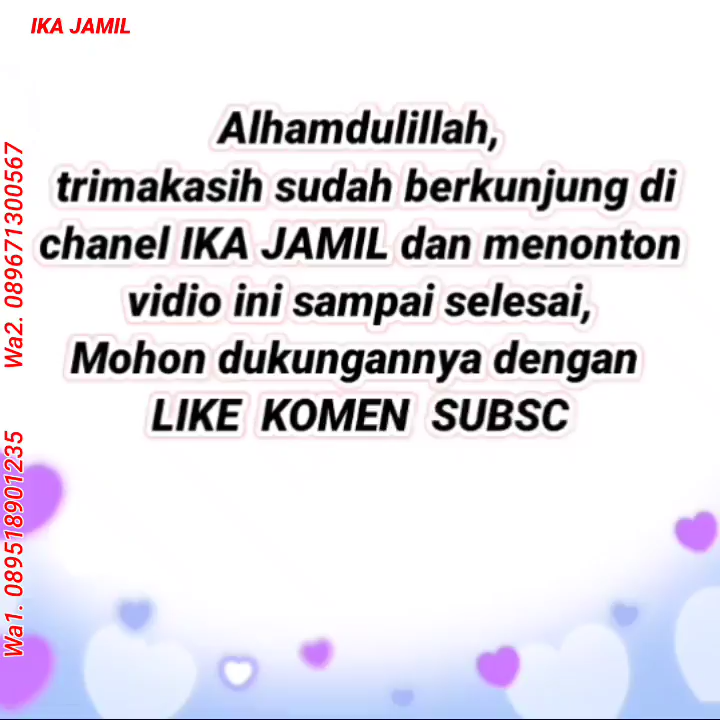 IKA JAMIL
Alhamdulillah,
trimakasih sudah berkunjung di
chanel IKA JAMIL dan menonton
vidio ini sampai selesai,
Mohon dukungannya dengan
LIKE KOMEN SUBSC
Wa1. 089518901235
Wa2. 089671300567